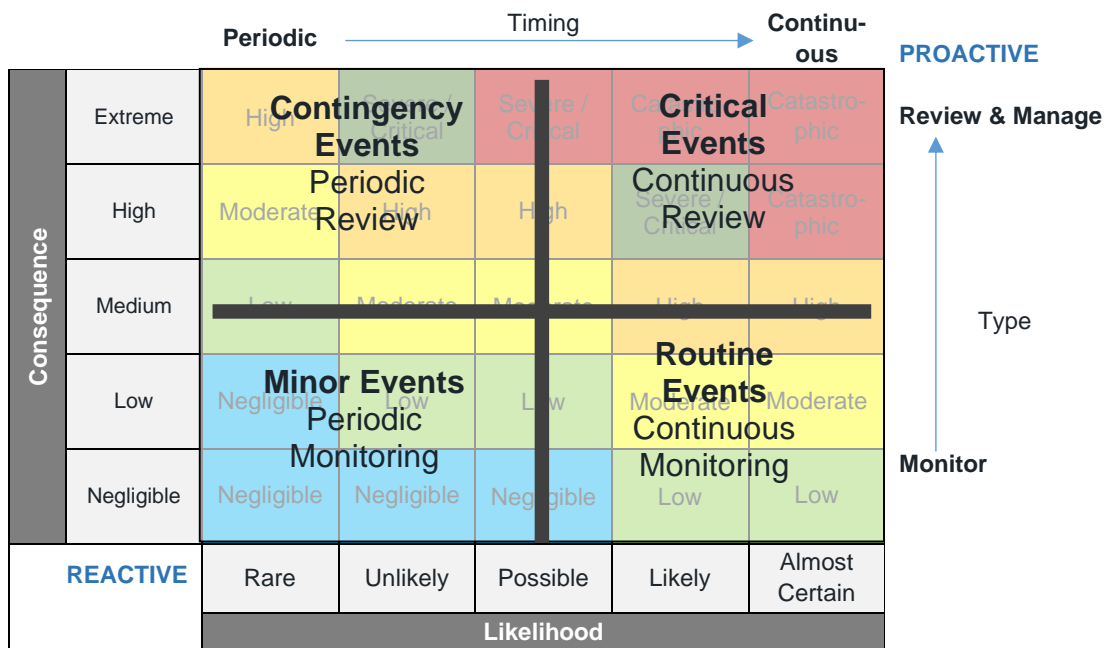 Timing
Periodic
Continu-
ous
PROACTIVE
Consequence
Extreme
High
Severe /
Critical
Severe /
Critical
Catastro-
phic
Catastro-
phic
Contingency
Events
Periodic
Review
Critical
Events
Continuous
Review
Review & Manage
High
Moderate
High
High
Severe /
Critical
Catastro-
phic
Medium
Low
Moderate
Moderate
High
High
Type
Low
Negligible
Low
Low
Moderate
Moderate
Minor Events
Periodic
Monitoring
Routine
Events
Continuous
Monitoring
Monitor
Negligible
Negligible
Negligible
Negligible
Low
Low
REACTIVE
Rare
Unlikely
Possible
Likely
Almost
Certain
Likelihood